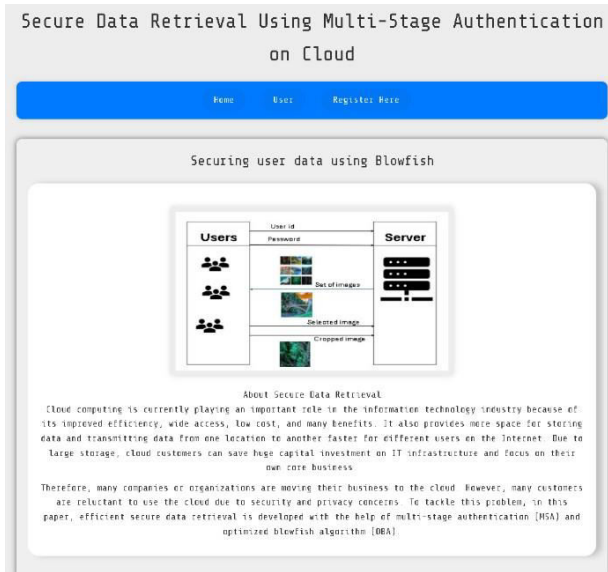 Secure Data Retrieval Using Multi-Stage Authentication
on Cloud
Home User Register Here
Securing user data using Blowfish
User id
Users Password Server
Set of images
Selected image
Cropped image
About Secure Data Retrieval
Cloud computing is currently playing an important role in the information technology industry because of
its improved efficiency, wide access, low cost, and many benefits. It also provides more space for storing
data and transmitting data from one location to another faster for different users on the Internet. Due to
large storage, cloud customers can save huge capital investment on IT infrastructure and focus on their
own core business
Therefore, many companies or organizations are moving their business to the cloud. However, many customers
are reluctant to use the cloud due to security and privacy concerns. To tackle this problem, in this
paper, efficient secure data retrieval is developed with the help of multi-stage authentication (MSA) and
optimized blowfish algorithm (OBA)